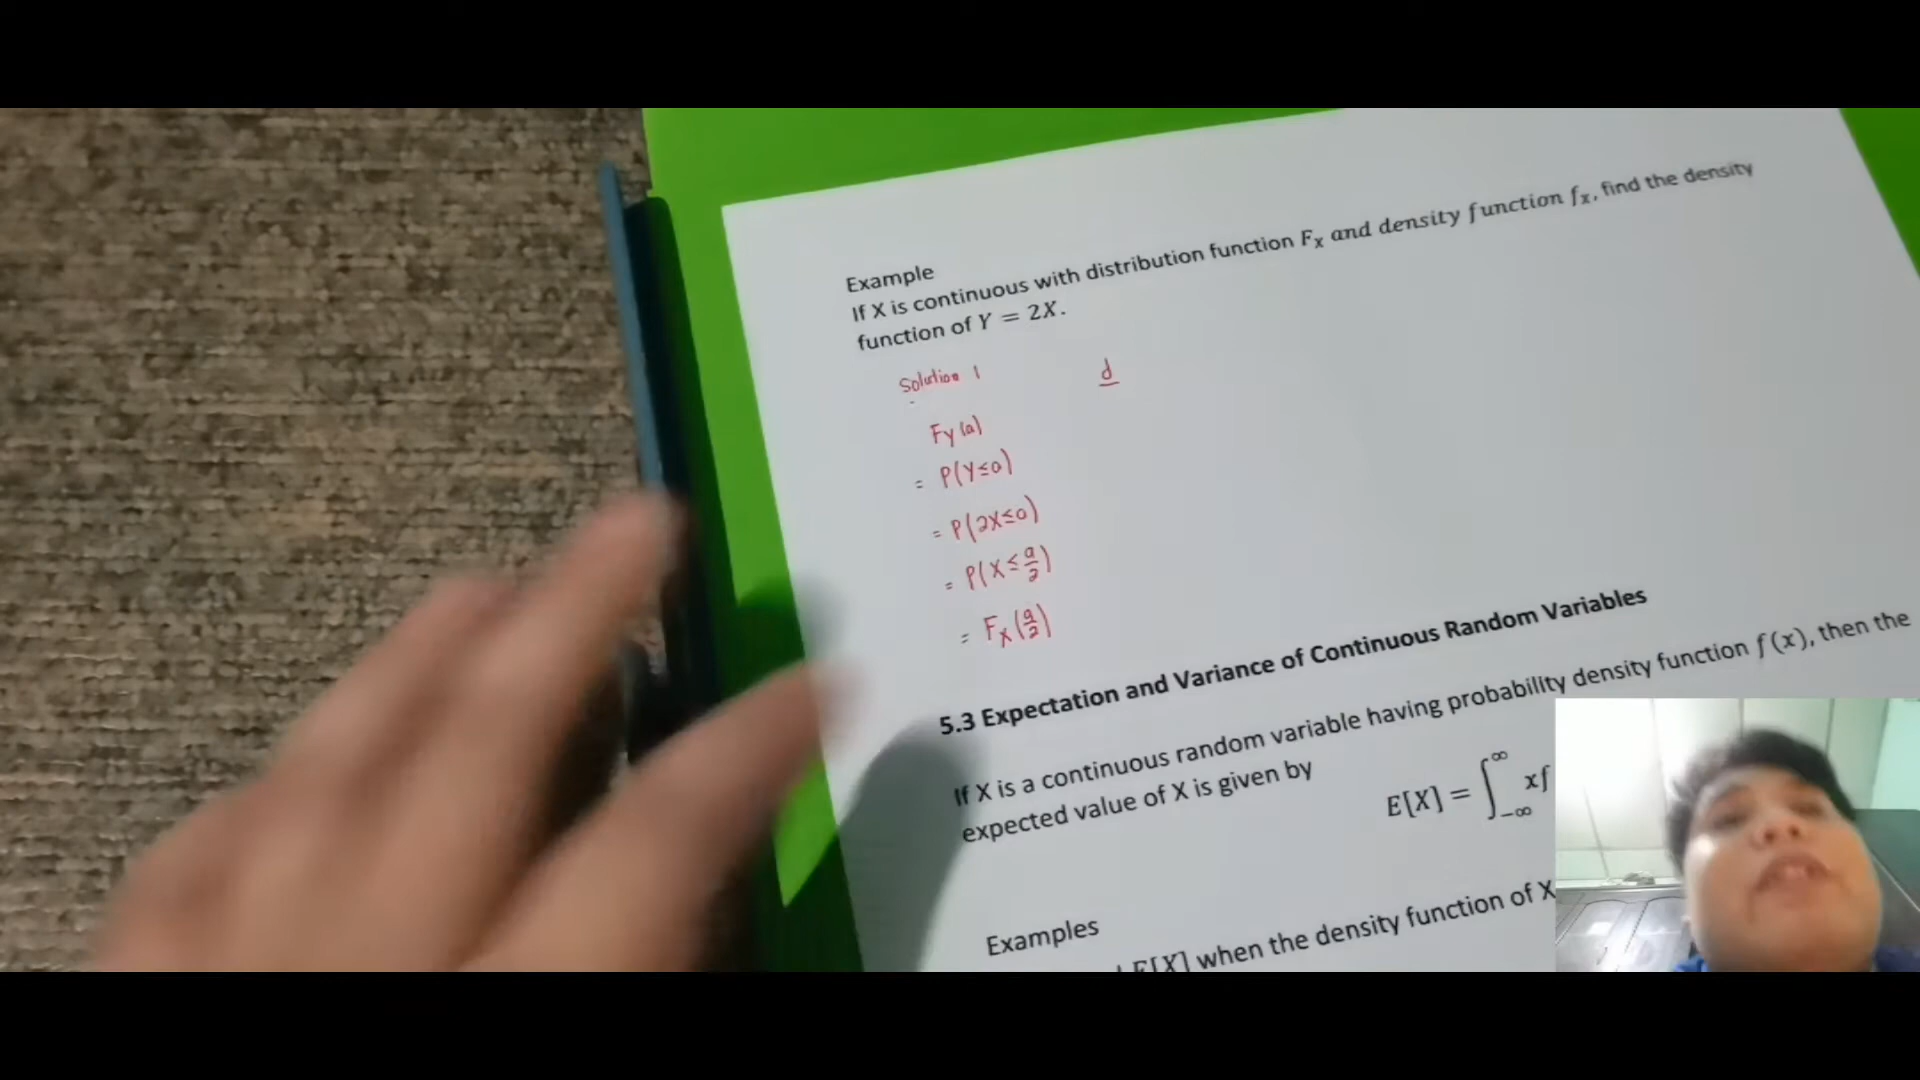 Example
If X is continuous with distribution function Fx and density function fx, find the density
function of Y = 2X.
Solution 1
d
Fy(a)
= P(Y≤a)
= P(2X≤a)
= P(X≤a/2)
= Fx(a/2)
5.3 Expectation and Variance of Continuous Random Variables
If X is a continuous random variable having probability density function f(x), then the
expected value of X is given by
E[X] = ∫_{-∞}^{∞} xf
Examples
E[X] when the density function of X